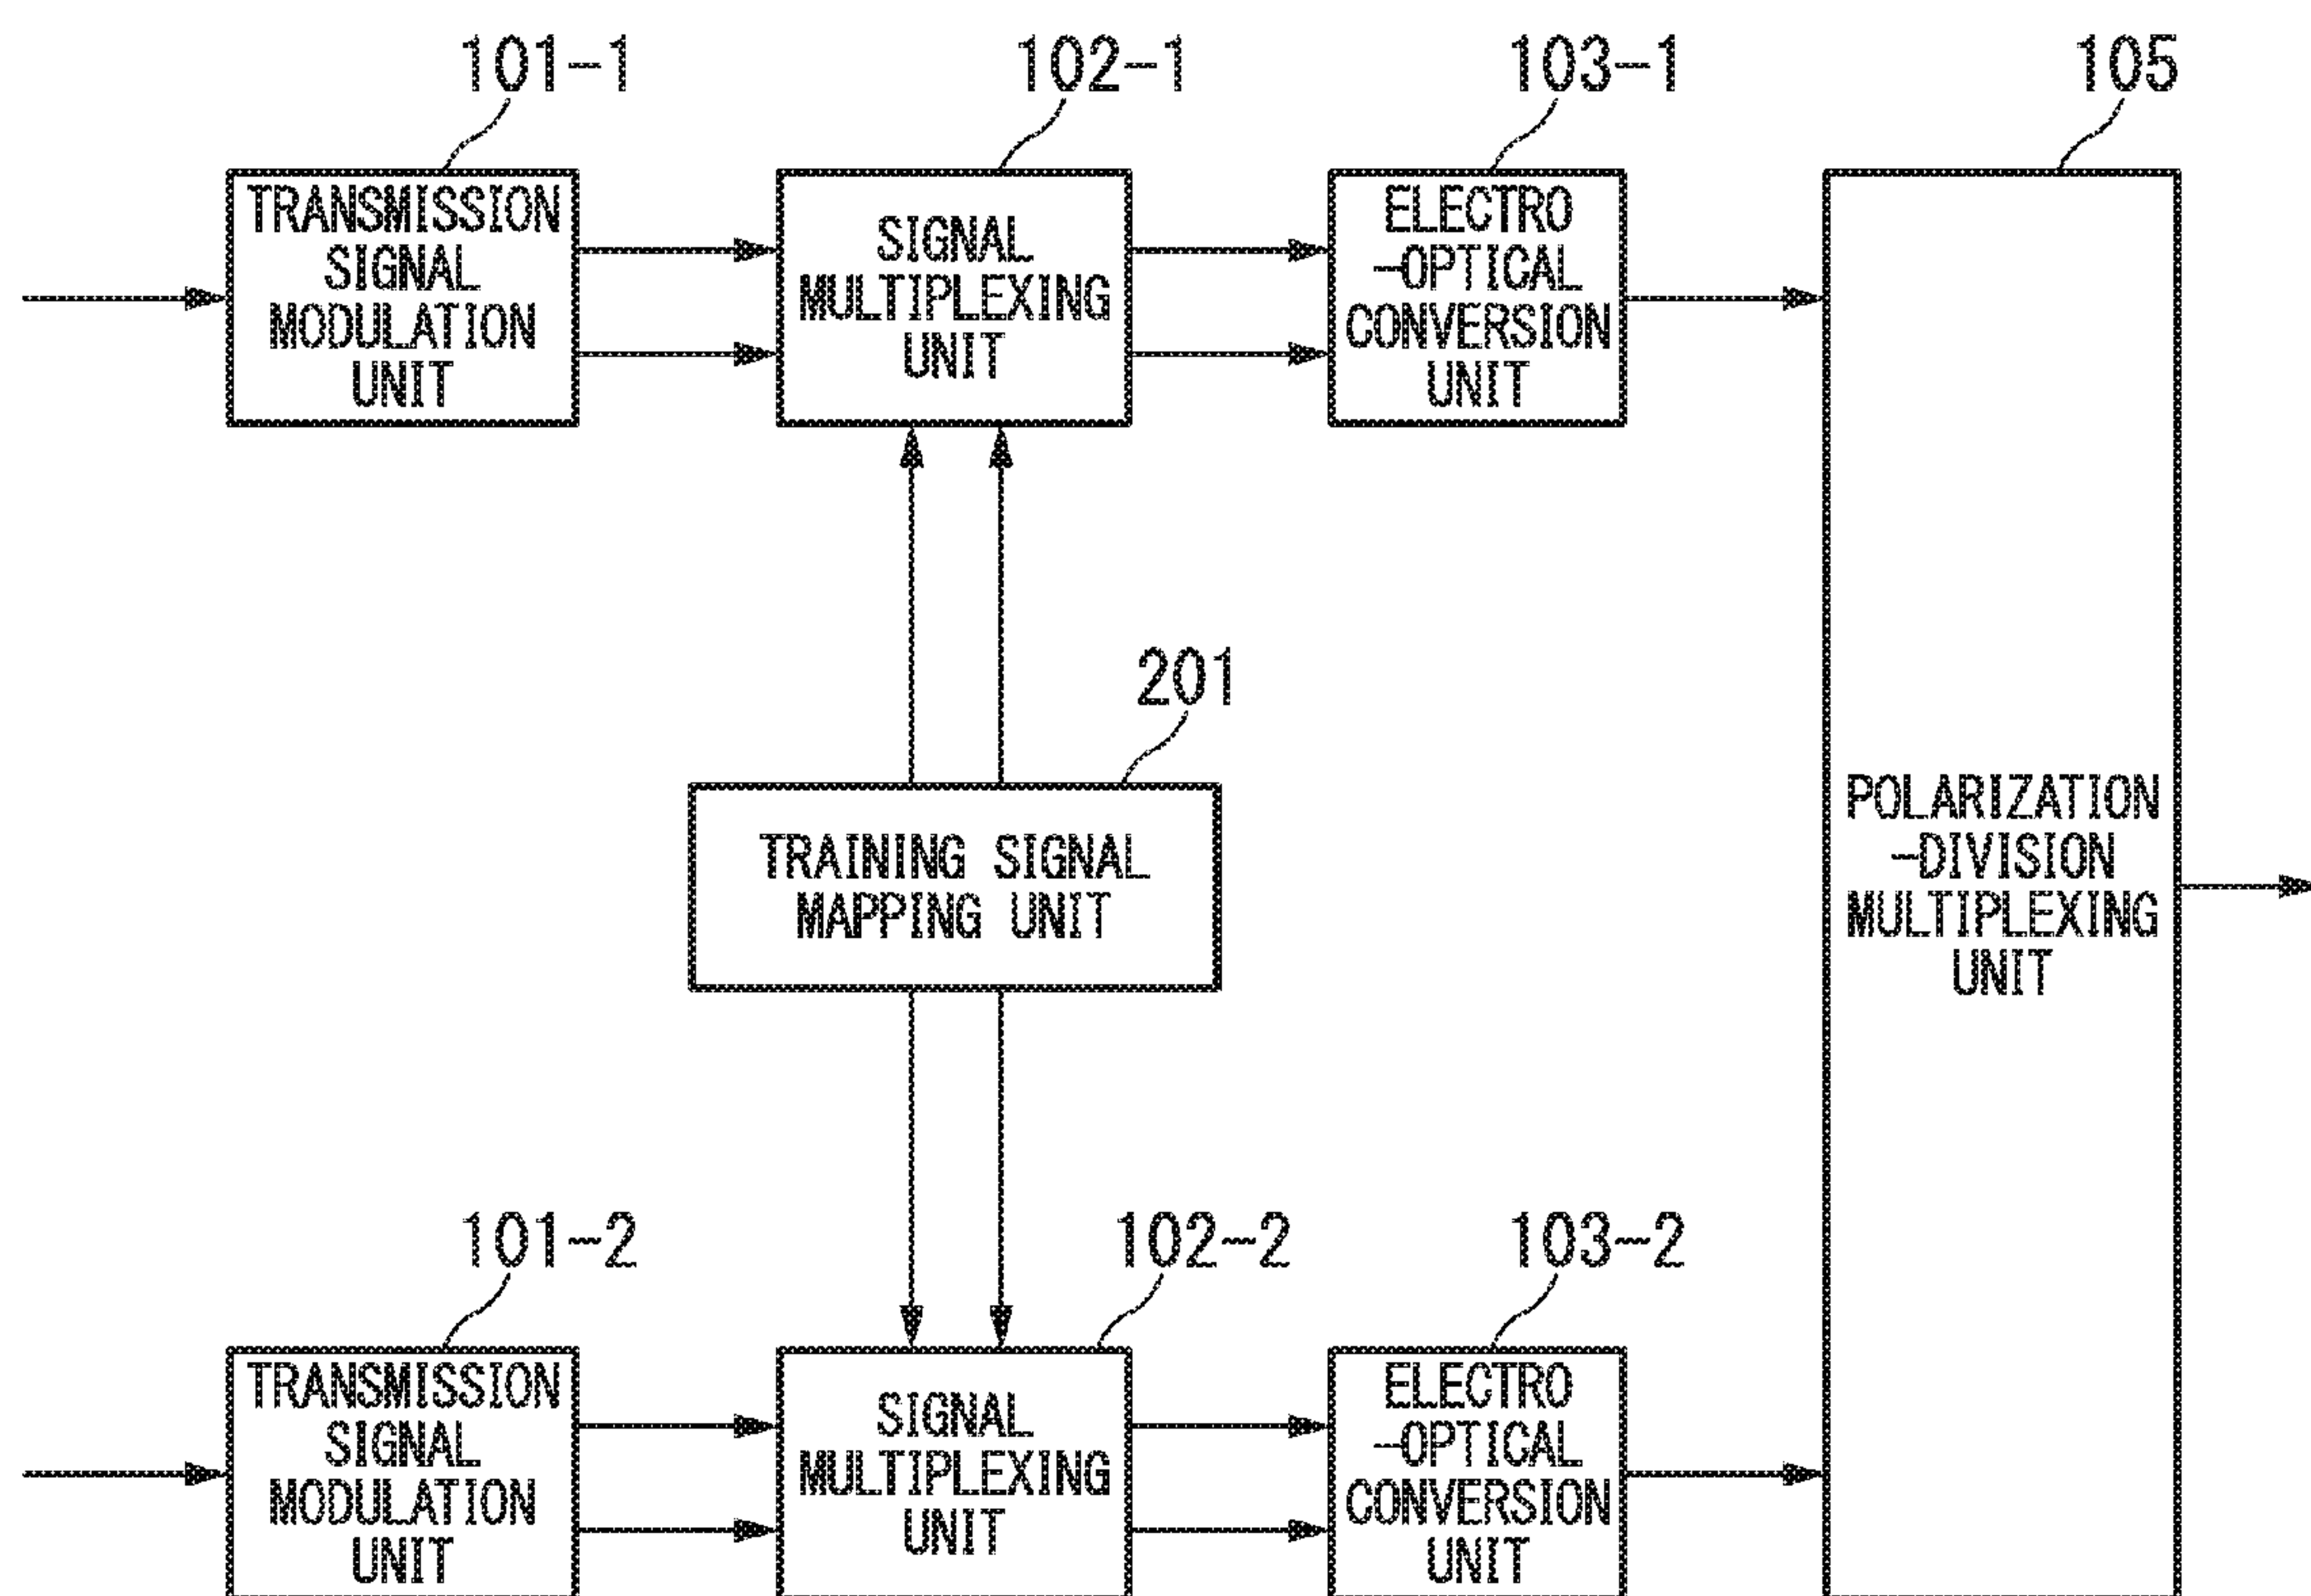 101-1
102-1
103-1
105
TRANSMISSION
SIGNAL
MODULATION
UNIT
SIGNAL
MULTIPLEXING
UNIT
ELECTRO
-OPTICAL
CONVERSION
UNIT
201
TRAINING SIGNAL
MAPPING UNIT
POLARIZATION
-DIVISION
MULTIPLEXING
UNIT
101-2
102-2
103-2
TRANSMISSION
SIGNAL
MODULATION
UNIT
SIGNAL
MULTIPLEXING
UNIT
ELECTRO
-OPTICAL
CONVERSION
UNIT